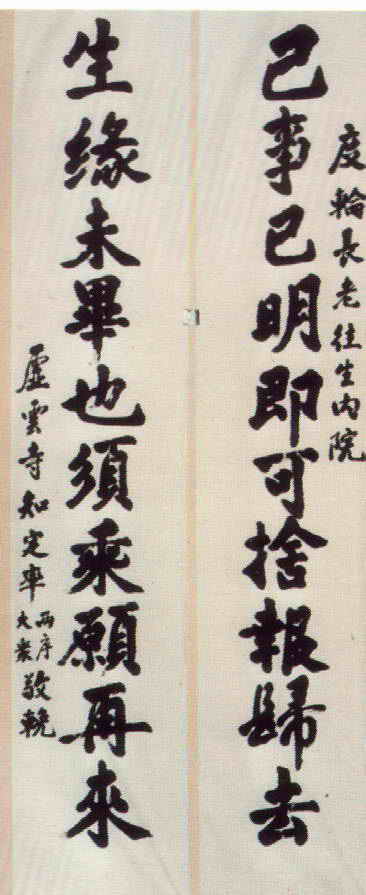 度輪長老往生內院
己事已明即可捨報歸去
生緣未畢也須乘願再來
虛雲寺知定率兩序大衆敬輓